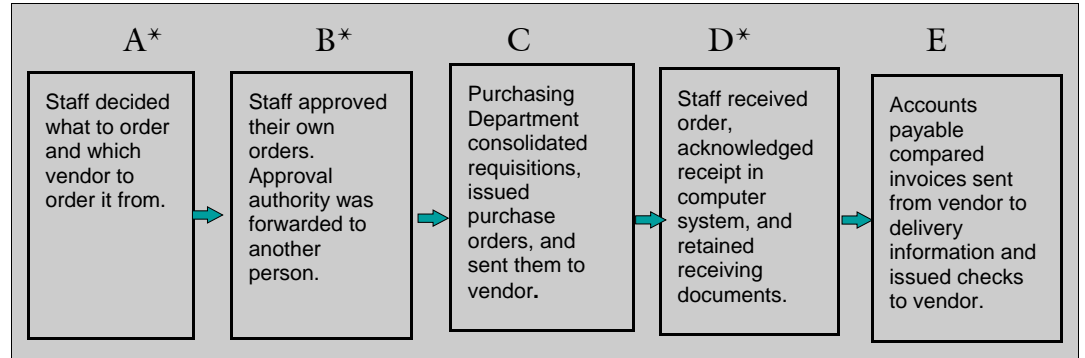 A*
B*
C
D*
E
Staff decided
what to order
and which
vendor to
order it from.
Staff approved
their own
orders.
Approval
authority was
forwarded to
another
person.
Purchasing
Department
consolidated
requisitions,
issued
purchase
orders, and
sent them to
vendor.
Staff received
order,
acknowledged
receipt in
computer
system, and
retained
receiving
documents.
Accounts
payable
compared
invoices sent
from vendor to
delivery
information and
issued checks
to vendor.